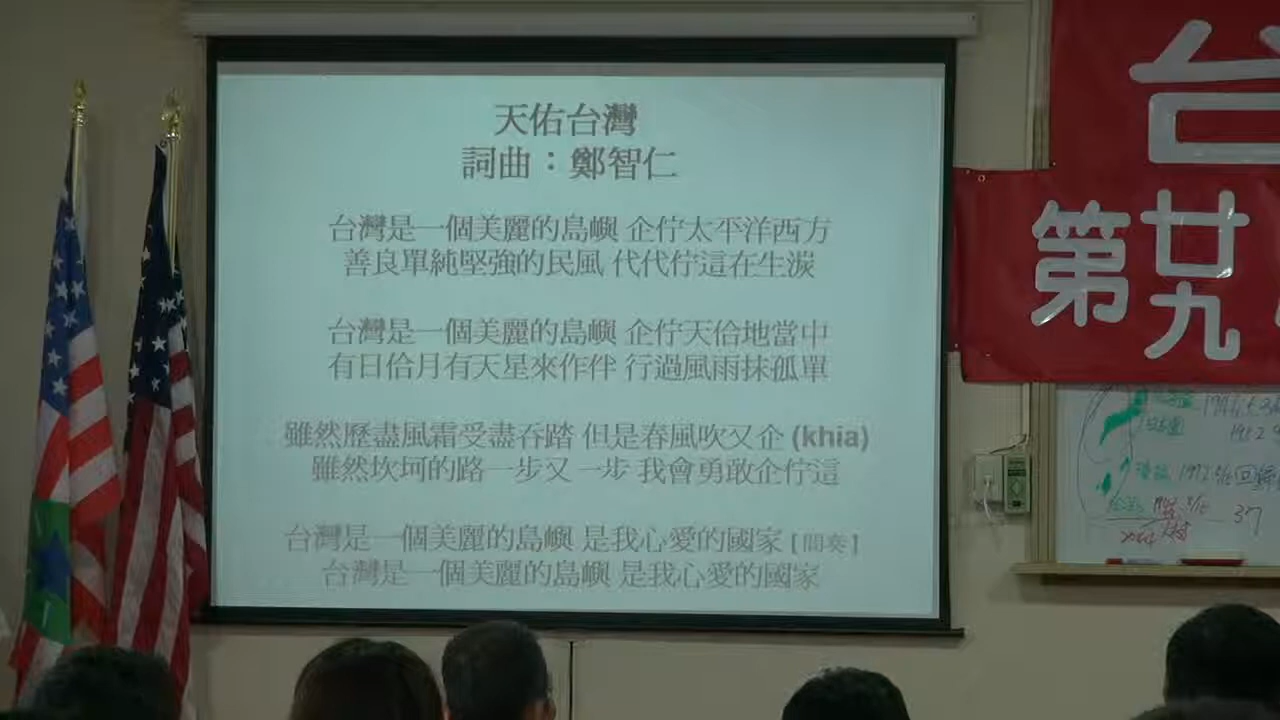 天佑台灣
詞曲：鄭智仁
台灣是一個美麗的島嶼 企佇太平洋西方
善良單純堅強的民風 代代佇這在生湠
台灣是一個美麗的島嶼 企佇天佮地當中
有日佮月有天星來作伴 行過風雨抹孤單
雖然歷盡風霜受盡吞踏 但是春風吹又企 (khia)
雖然坎坷的路一步又一步 我會勇敢企佇這
台灣是一個美麗的島嶼 是我心愛的國家 [間奏]
台灣是一個美麗的島嶼 是我心愛的國家
台
第廿九
37